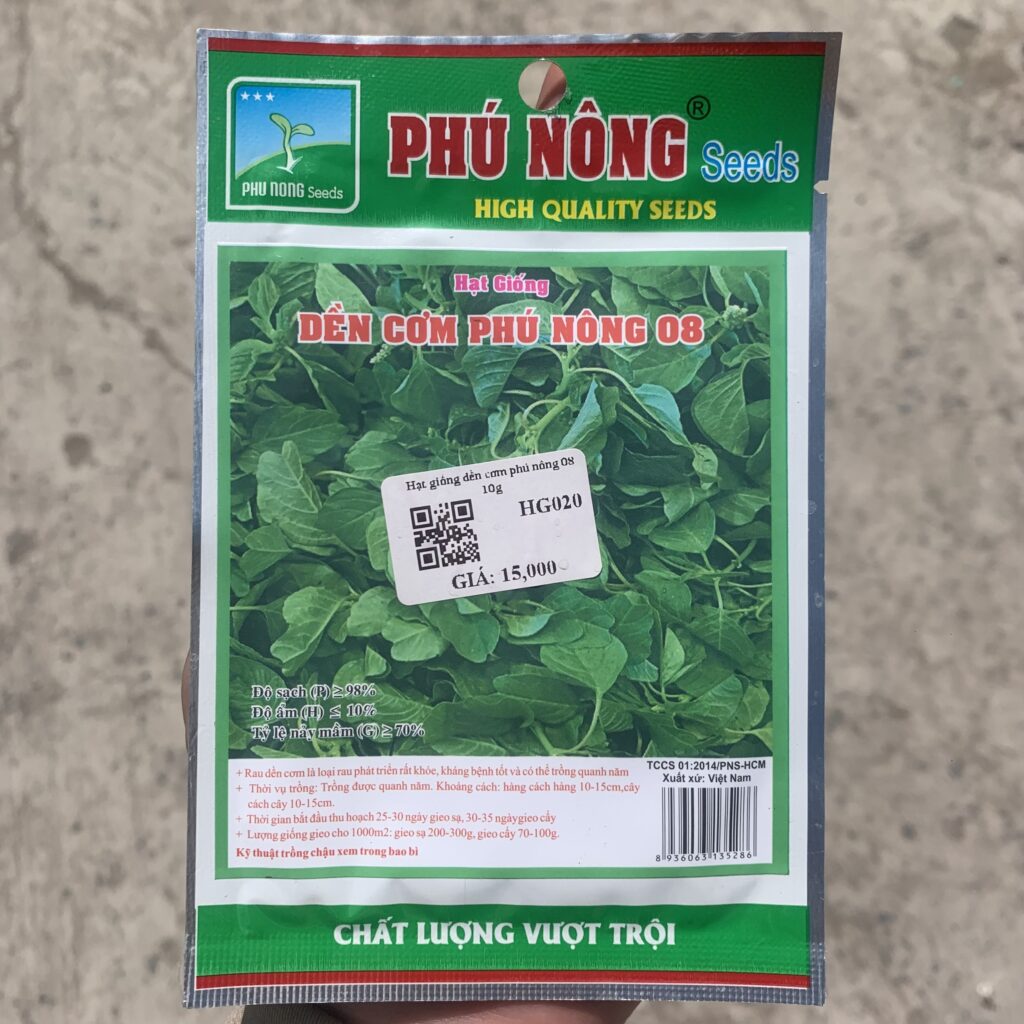 PHU NONG Seeds
PHÚ NÔNG® Seeds
HIGH QUALITY SEEDS
Hạt Giống
DỀN CƠM PHÚ NÔNG 08
Hạt giống dền cơm phú nông 08
10g
HG020
GIÁ: 15,000
Độ sạch (P) ≥ 98%
Độ ẩm (H) ≤ 10%
Tỷ lệ nảy mầm (G) ≥ 70%
+ Rau dền cơm là loại rau phát triển rất khỏe, kháng bệnh tốt và có thể trồng quanh năm
+ Thời vụ trồng: Trồng được quanh năm. Khoảng cách: hàng cách hàng 10-15cm,cây
cách cây 10-15cm.
+ Thời gian bắt đầu thu hoạch 25-30 ngày gieo sạ, 30-35 ngàygieo cấy
+ Lượng giống gieo cho 1000m2: gieo sạ 200-300g, gieo cấy 70-100g.
Kỹ thuật trồng chậu xem trong bao bì
TCCS 01:2014/PNS-HCM
Xuất xứ: Việt Nam
8 936063 135286
CHẤT LƯỢNG VƯỢT TRỘI